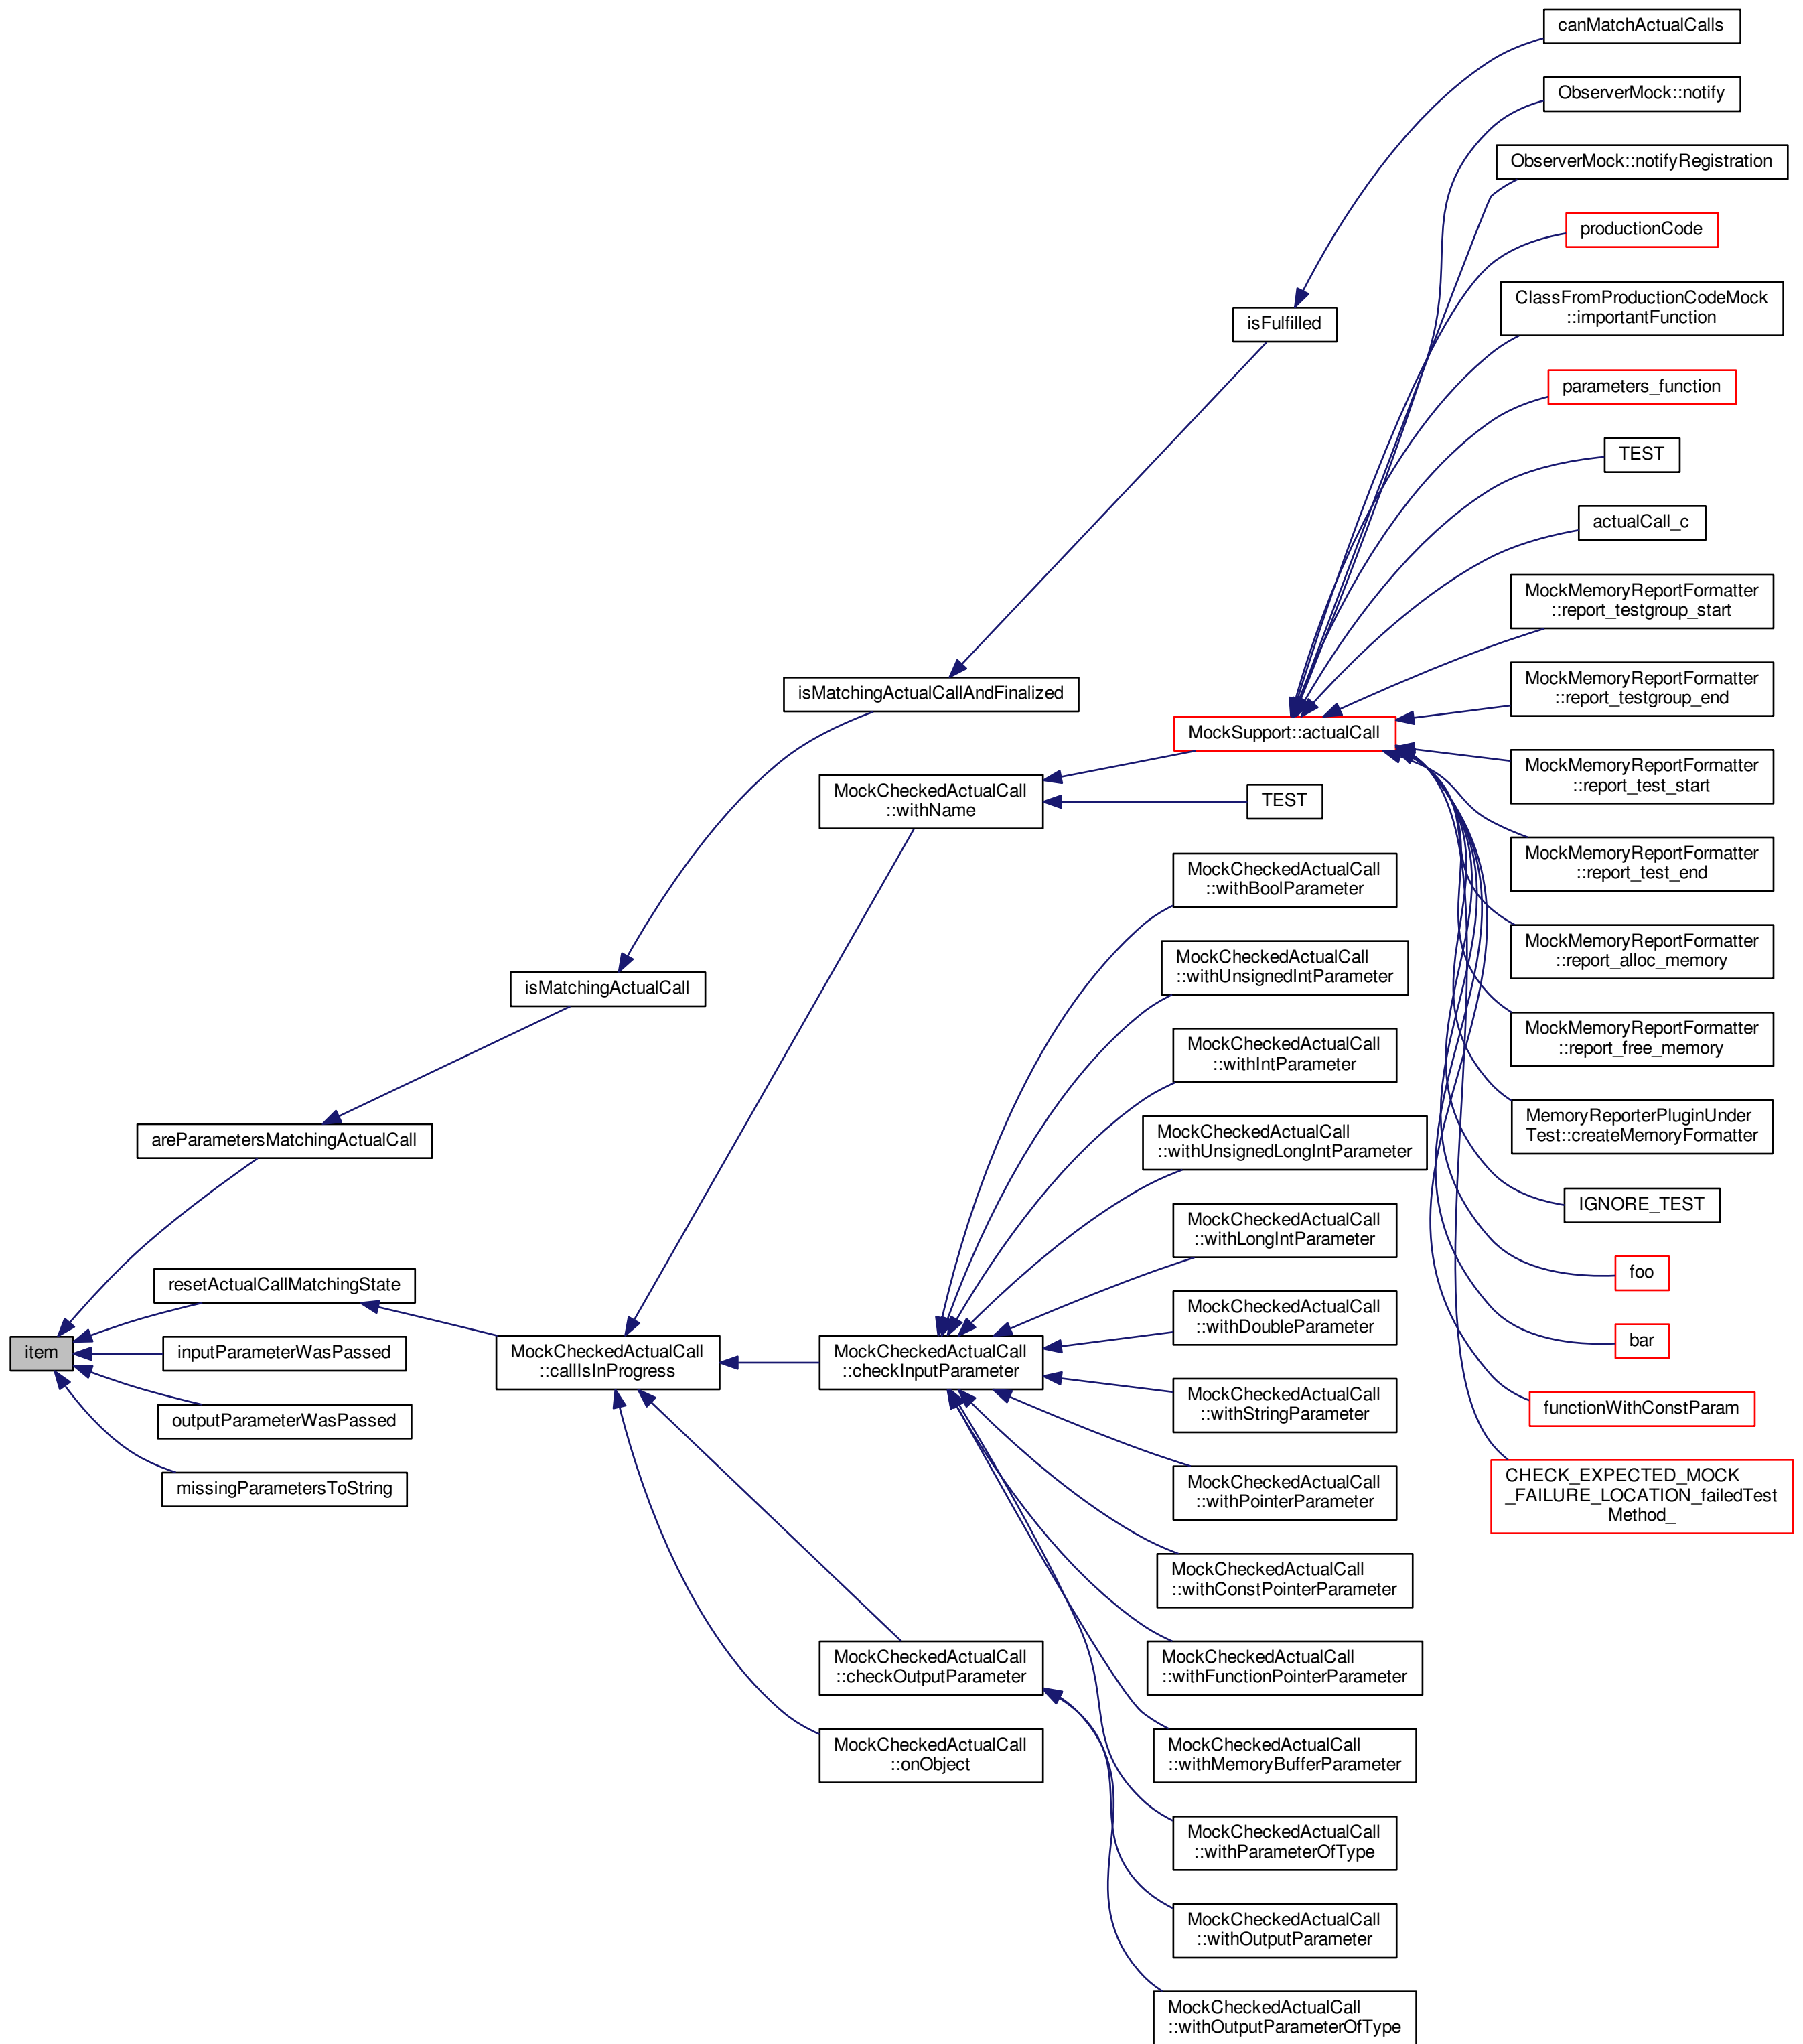 canMatchActualCalls
ObserverMock::notify
ObserverMock::notifyRegistration
productionCode
ClassFromProductionCodeMock
::importantFunction
isFulfilled
parameters_function
TEST
actualCall_c
MockMemoryReportFormatter
::report_testgroup_start
isMatchingActualCallAndFinalized
MockMemoryReportFormatter
::report_testgroup_end
MockSupport::actualCall
MockMemoryReportFormatter
::report_test_start
MockCheckedActualCall
::withName
TEST
MockMemoryReportFormatter
::report_test_end
MockCheckedActualCall
::withBoolParameter
MockMemoryReportFormatter
::report_alloc_memory
MockCheckedActualCall
::withUnsignedIntParameter
isMatchingActualCall
MockMemoryReportFormatter
::report_free_memory
MockCheckedActualCall
::withIntParameter
MemoryReporterPluginUnder
Test::createMemoryFormatter
MockCheckedActualCall
::withUnsignedLongIntParameter
areParametersMatchingActualCall
IGNORE_TEST
MockCheckedActualCall
::withLongIntParameter
foo
resetActualCallMatchingState
MockCheckedActualCall
::withDoubleParameter
bar
item
inputParameterWasPassed
MockCheckedActualCall
::callIsInProgress
MockCheckedActualCall
::checkInputParameter
MockCheckedActualCall
::withStringParameter
functionWithConstParam
outputParameterWasPassed
MockCheckedActualCall
::withPointerParameter
missingParametersToString
CHECK_EXPECTED_MOCK
_FAILURE_LOCATION_failedTest
Method_
MockCheckedActualCall
::withConstPointerParameter
MockCheckedActualCall
::checkOutputParameter
MockCheckedActualCall
::withFunctionPointerParameter
MockCheckedActualCall
::onObject
MockCheckedActualCall
::withMemoryBufferParameter
MockCheckedActualCall
::withParameterOfType
MockCheckedActualCall
::withOutputParameter
MockCheckedActualCall
::withOutputParameterOfType